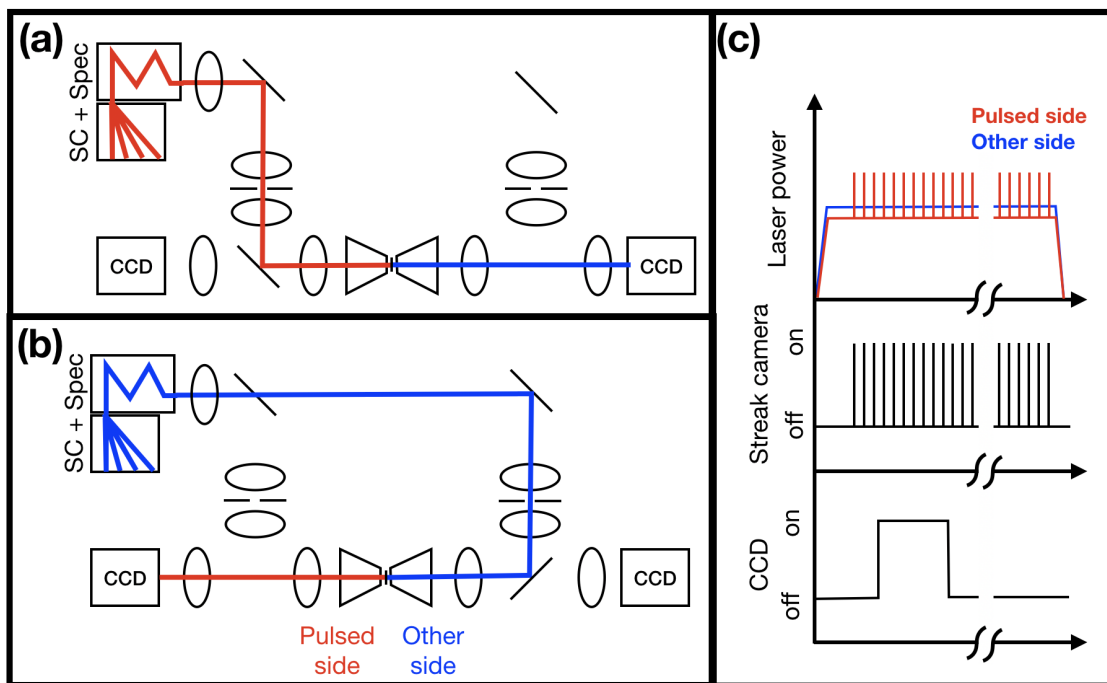 (a)
SC + Spec
CCD
CCD
(b)
SC + Spec
CCD
CCD
Pulsed
side
Other
side
(c)
Pulsed side
Other side
Laser power
Streak camera
on
off
CCD
on
off